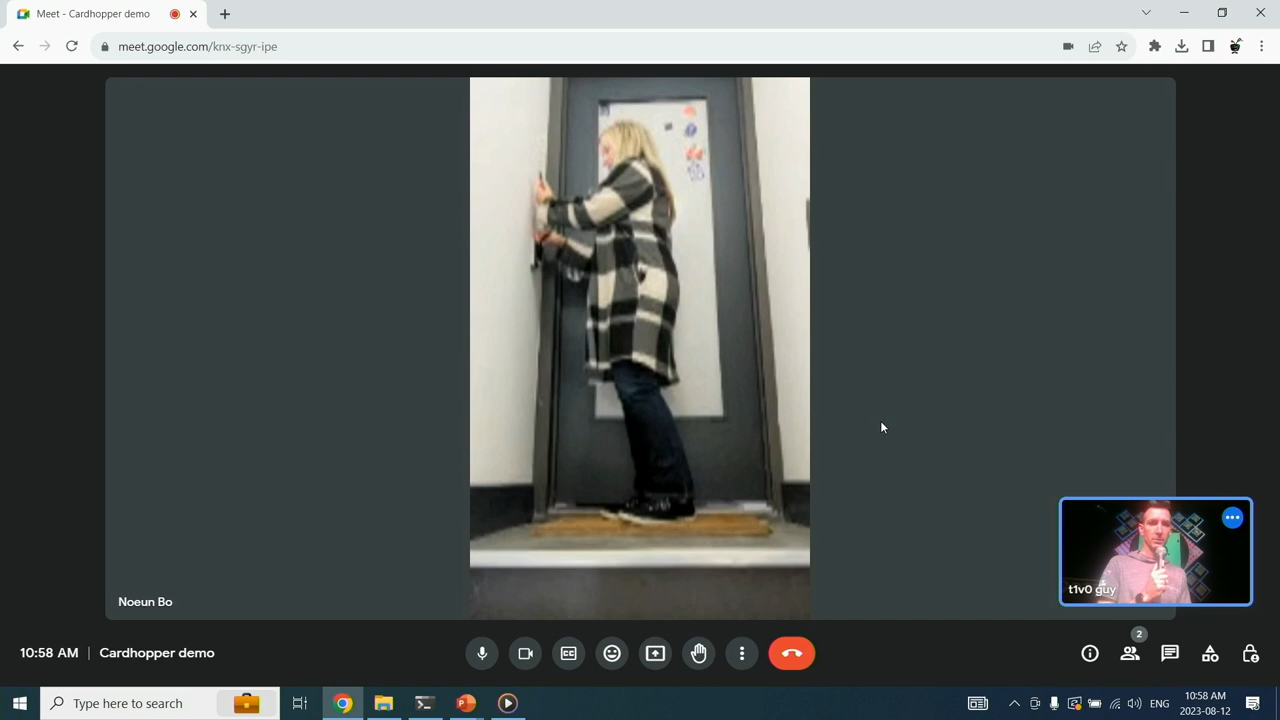 Meet - Cardhopper demo
meet.google.com/knx-sgyr-ipe
Noeun Bo
t1v0 guy
10:58 AM | Cardhopper demo
2
Type here to search
ENG
10:58 AM
2023-08-12